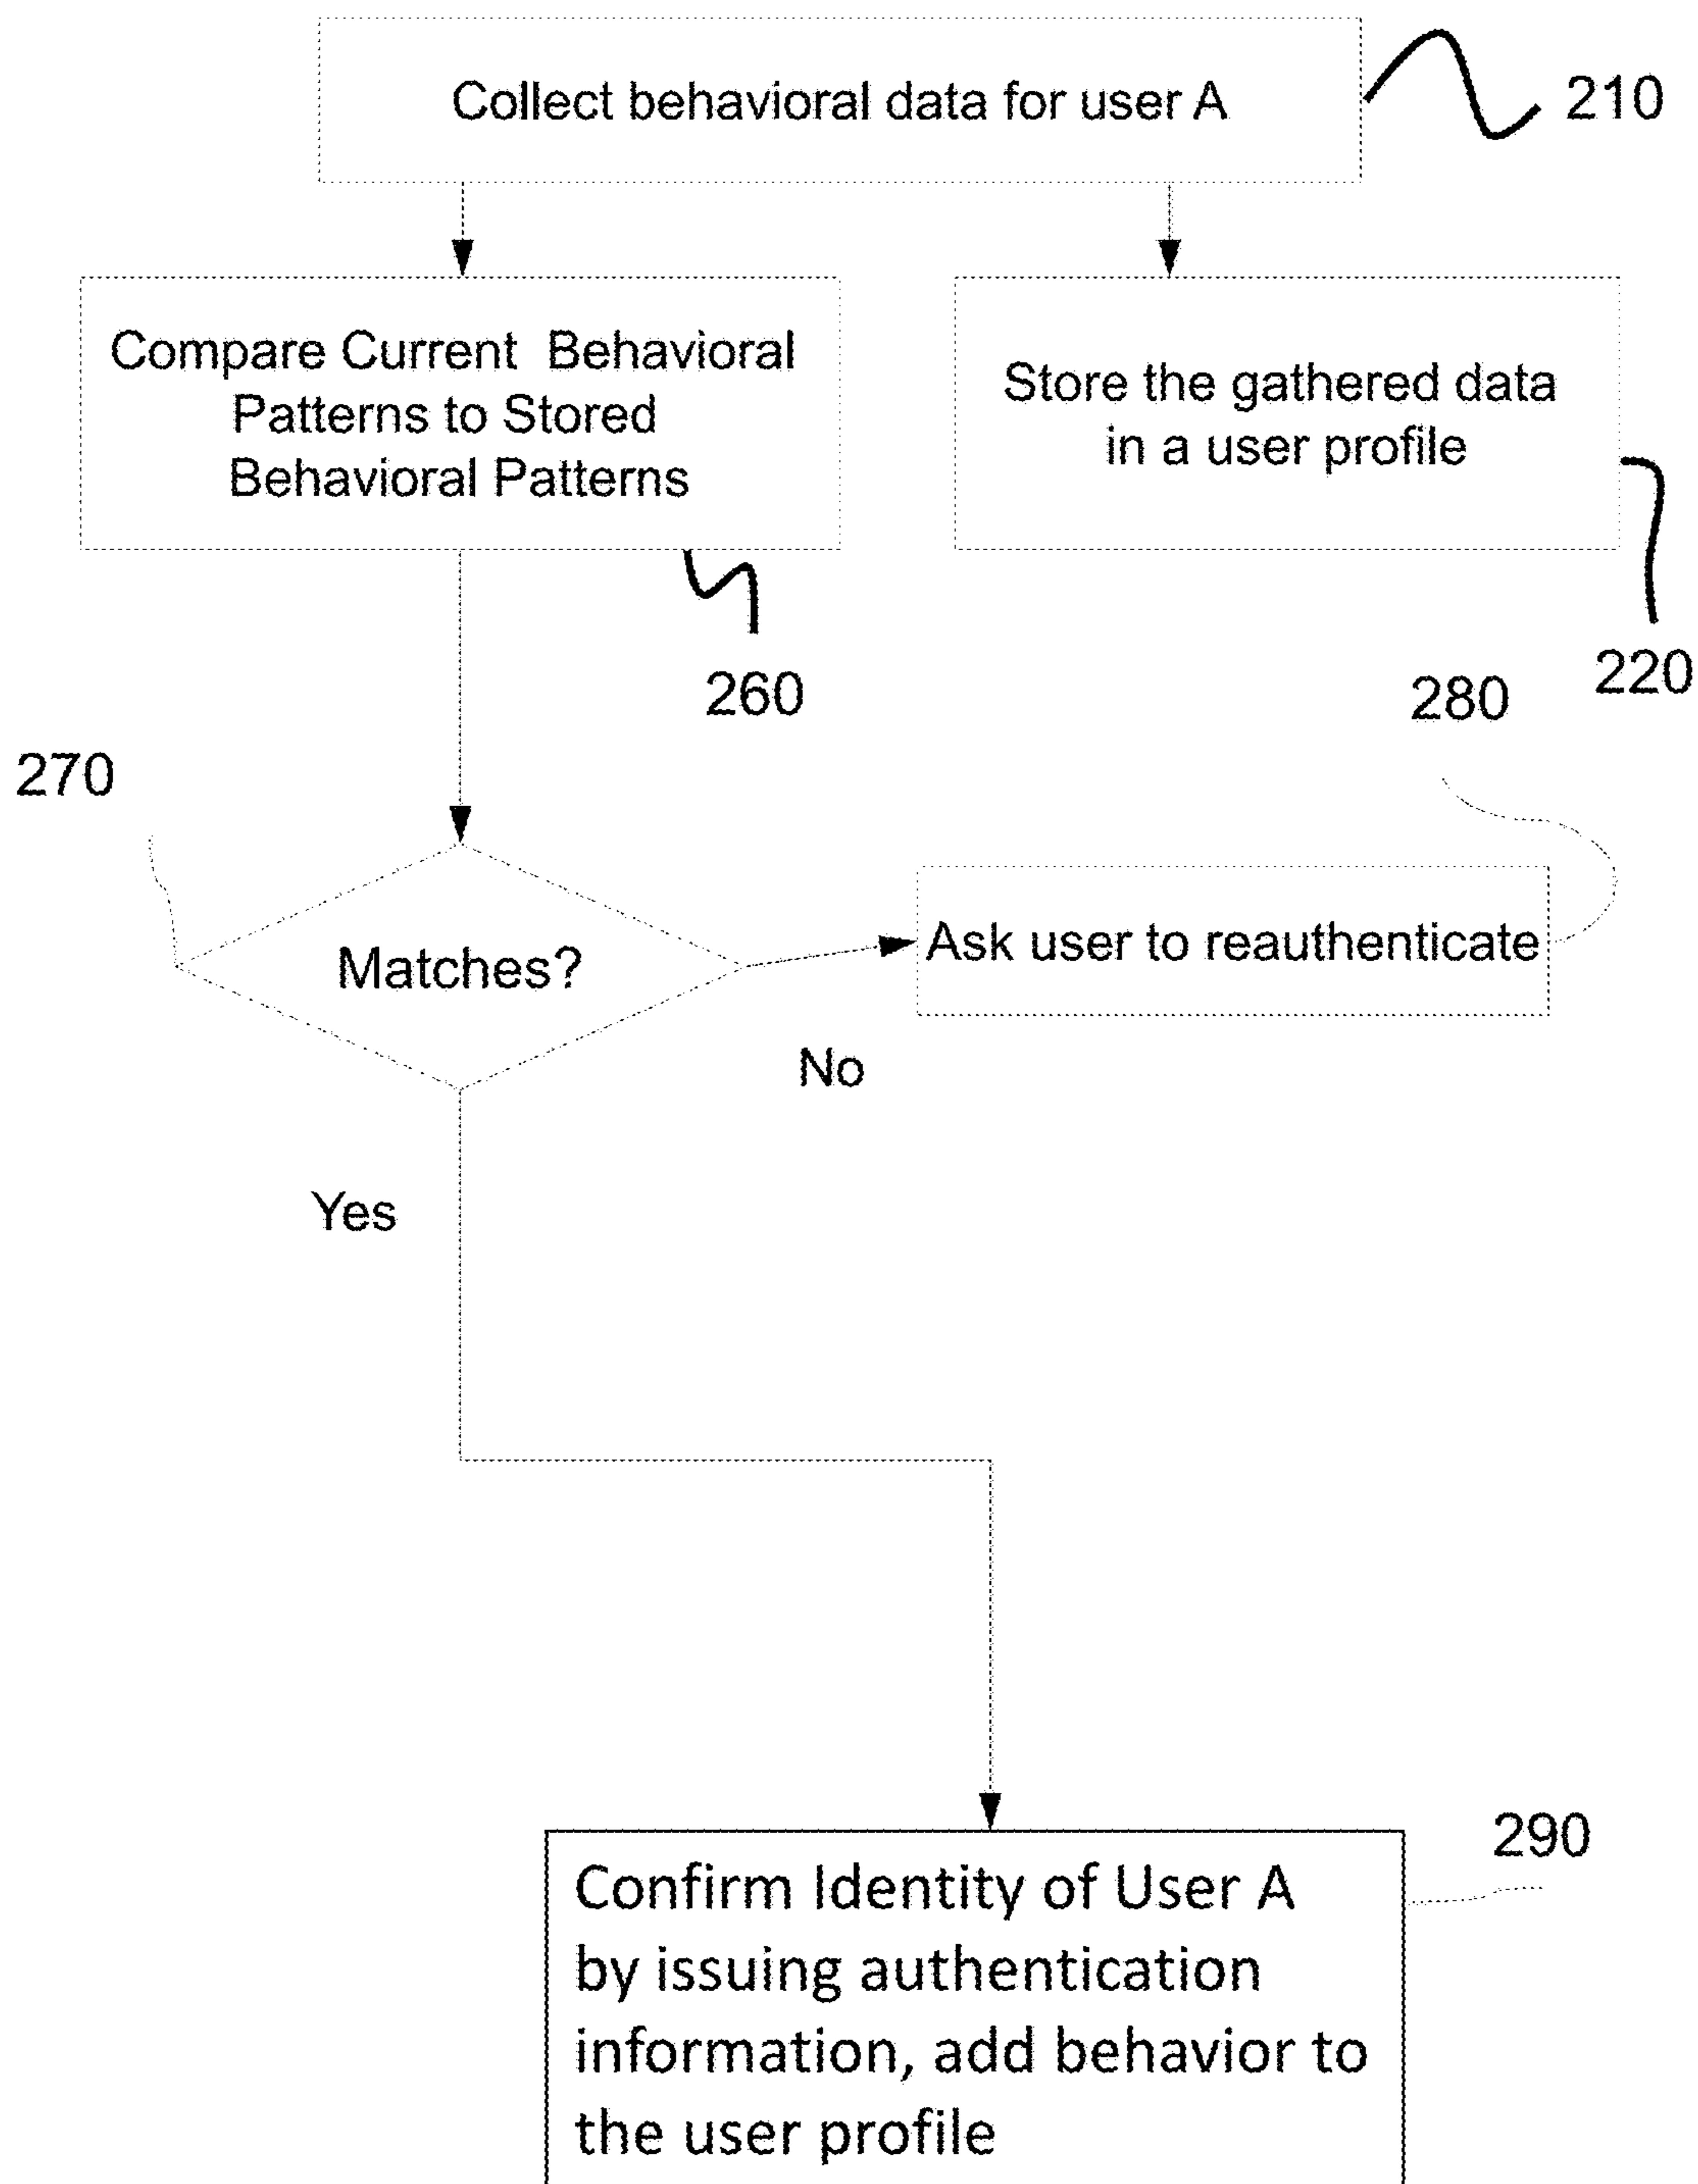 Collect behavioral data for user A
210
Compare Current Behavioral
Patterns to Stored
Behavioral Patterns
Store the gathered data
in a user profile
260
220
280
270
Matches?
Ask user to reauthenticate
No
Yes
290
Confirm Identity of User A
by issuing authentication
information, add behavior to
the user profile